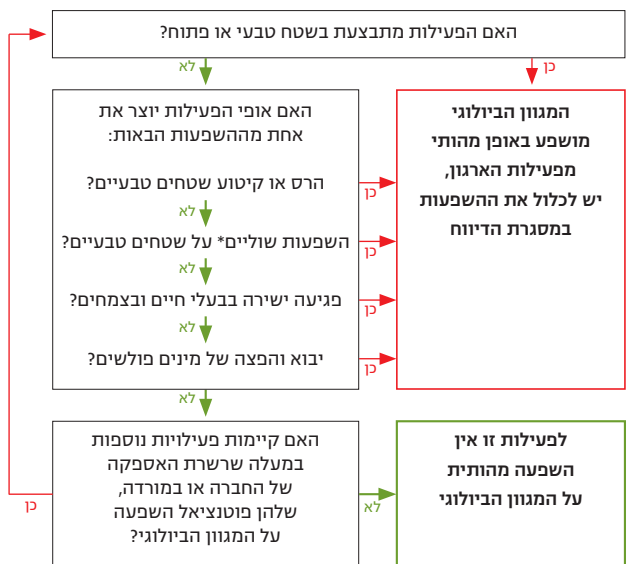 האם הפעילות מתבצעת בשטח טבעי או פתוח?
לא
כן
האם אופי הפעילות יוצר את
אחת מההשפעות הבאות:
הרס או קיטוע שטחים טבעיים?
כן
לא
השפעות שוליים* על שטחים טבעיים?
כן
לא
פגיעה ישירה בבעלי חיים ובצמחים?
כן
לא
יבוא והפצה של מינים פולשים?
כן
לא
המגוון הביולוגי
מושפע באופן מהותי
מפעילות הארגון,
יש לכלול את ההשפעות
במסגרת הדיווח
האם קיימות פעילויות נוספות
במעלה שרשרת האספקה
של החברה או במורדה,
שלהן פוטנציאל השפעה
על המגוון הביולוגי?
כן
לא
לפעילות זו אין
השפעה מהותית
על המגוון הביולוגי